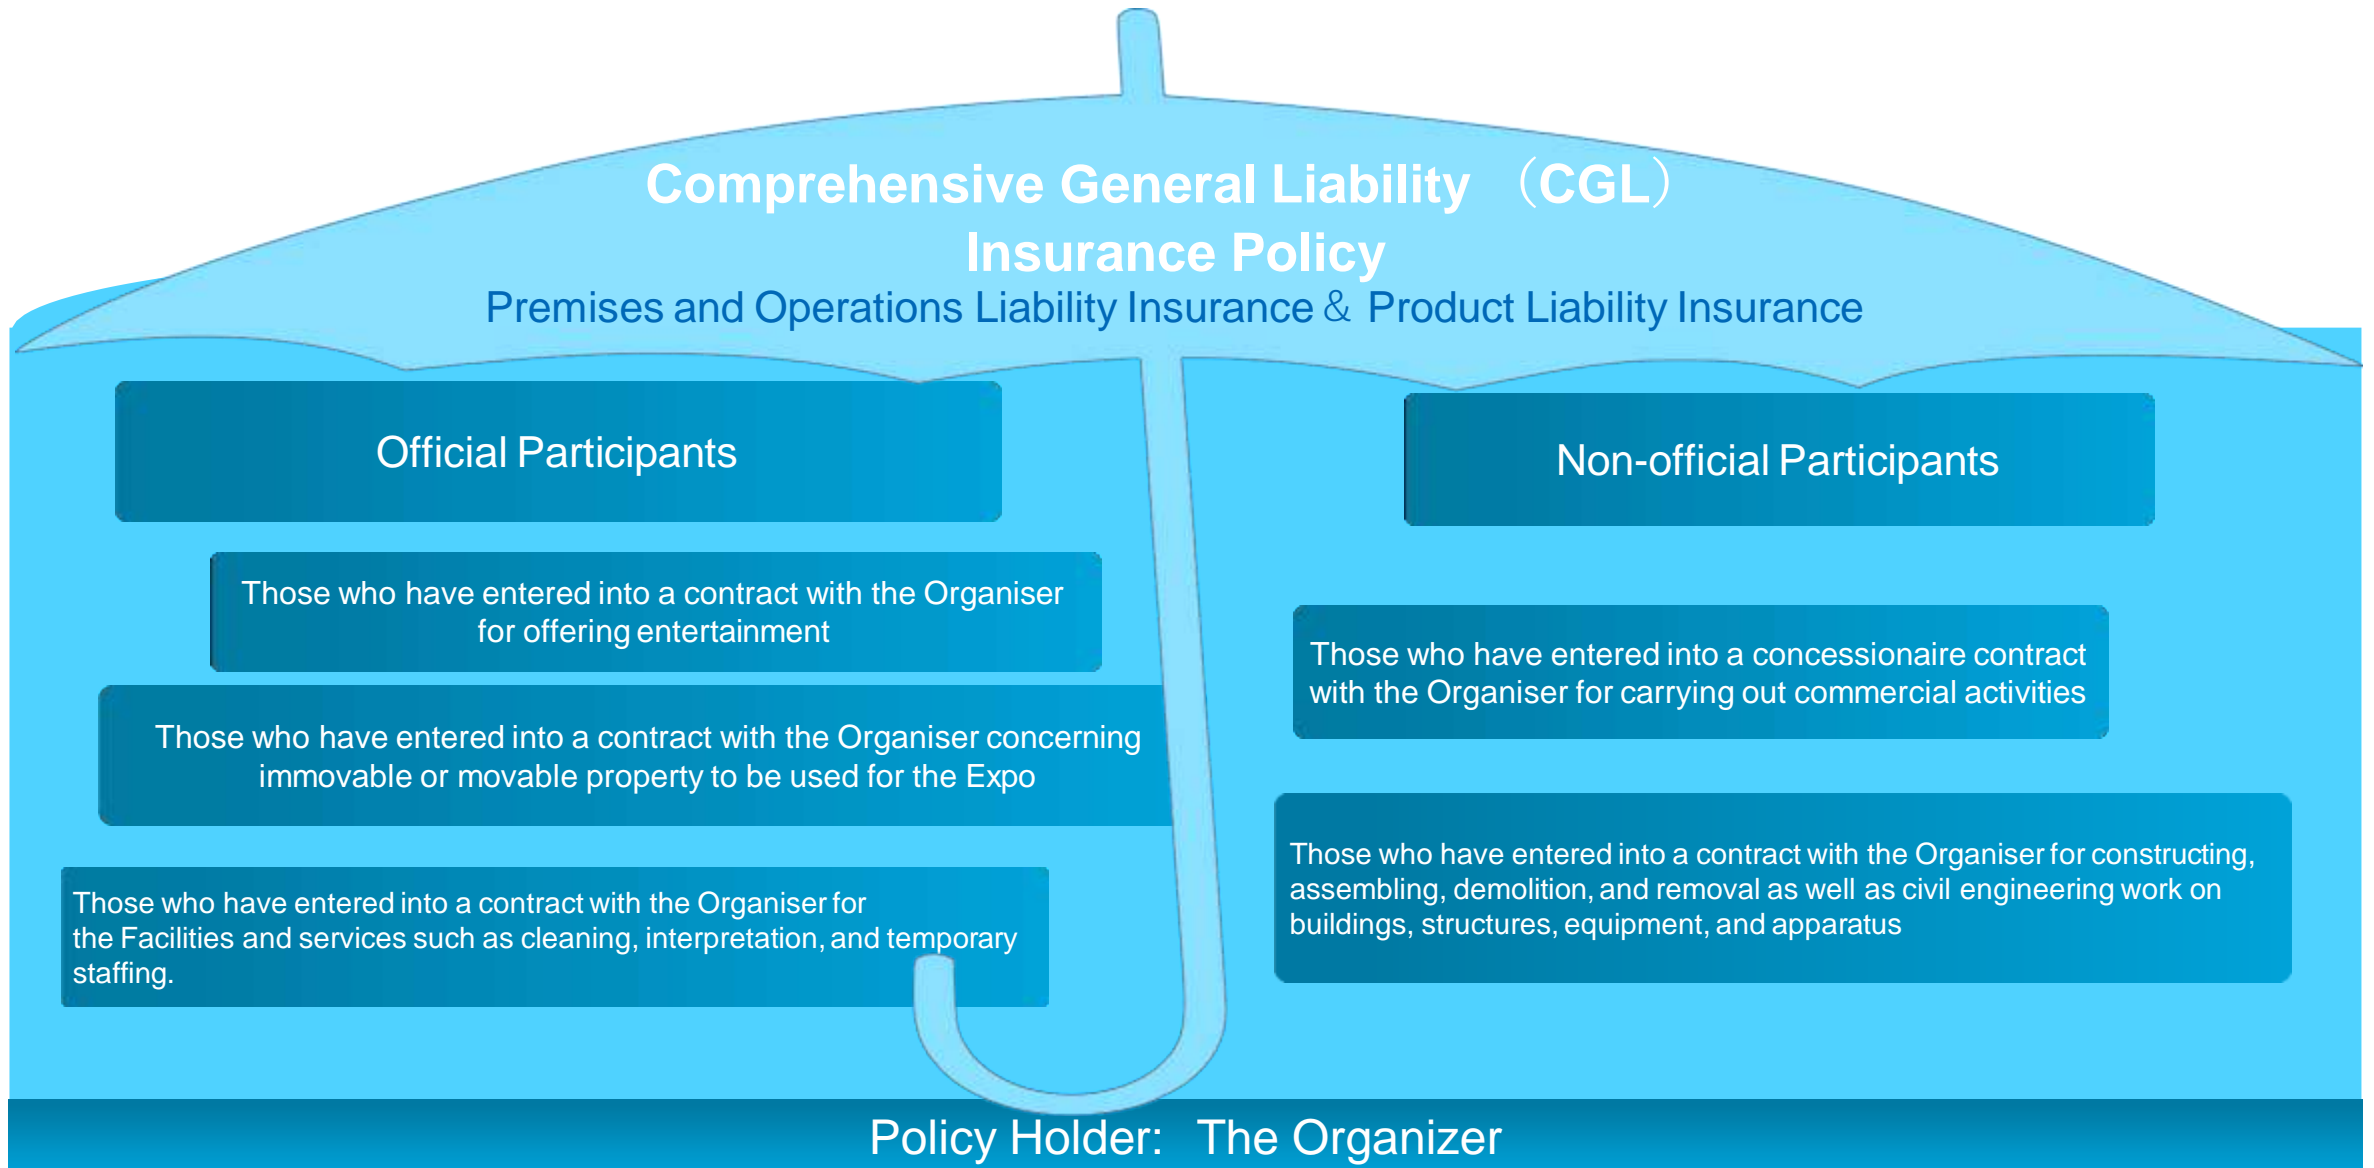 Comprehensive General Liability （CGL）
Insurance Policy
Premises and Operations Liability Insurance＆ Product Liability Insurance
Official Participants
Non-official Participants
Those who have entered into a contract with the Organiser
for offering entertainment
Those who have entered into a concessionaire contract
with the Organiser for carrying out commercial activities
Those who have entered into a contract with the Organiser concerning
immovable or movable property to be used for the Expo
Those who have entered into a contract with the Organiser for constructing,
assembling, demolition, and removal as well as civil engineering work on
buildings, structures, equipment, and apparatus
Those who have entered into a contract with the Organiser for
the Facilities and services such as cleaning, interpretation, and temporary
staffing.
Policy Holder: The Organizer